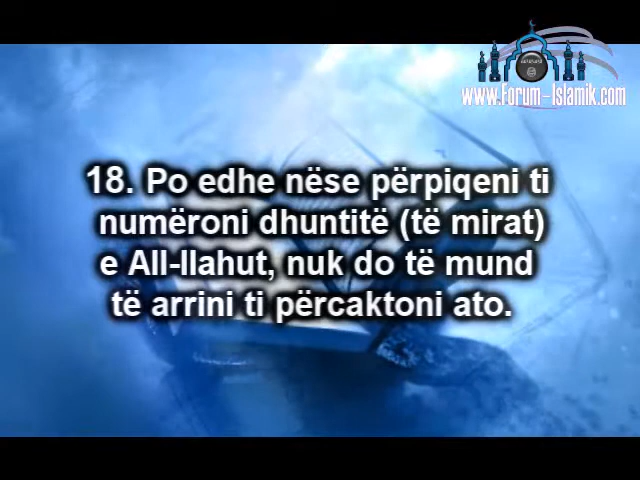 www.Forum-Islamik.com
18. Po edhe nëse përpiqeni ti
numëroni dhuntitë (të mirat)
e All-llahut, nuk do të mund
të arrini ti përcaktoni ato.